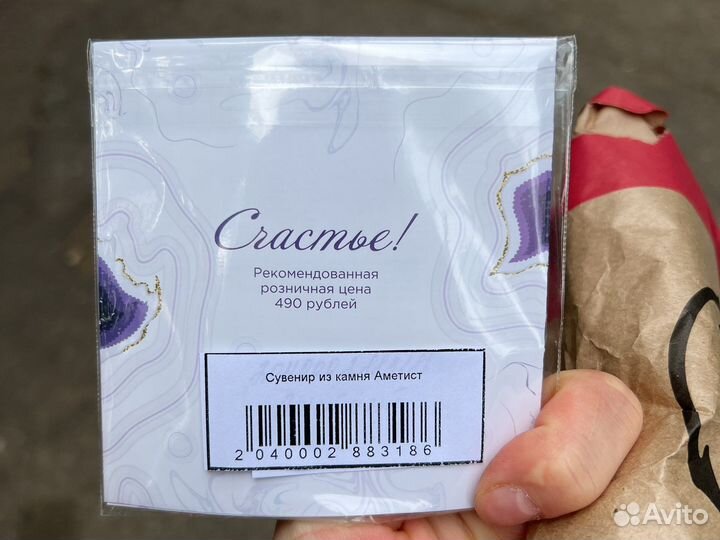 Счастье!
Рекомендованная
розничная цена
490 рублей
Сувенир из камня Аметист
2 040002 883186
Avito